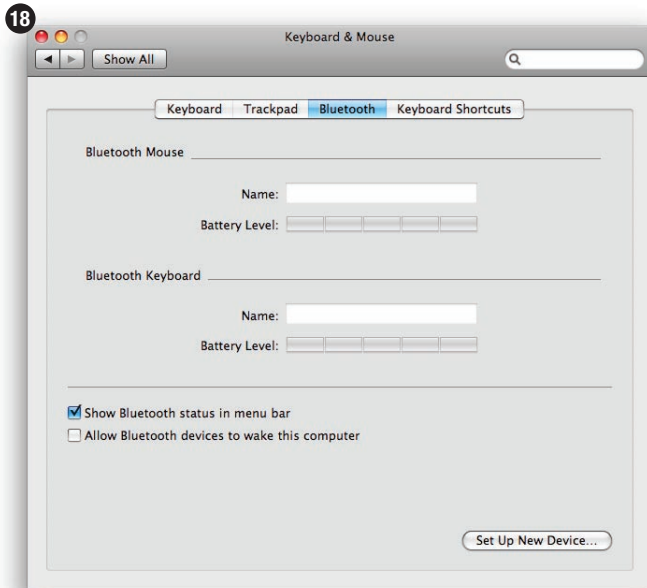 18
Keyboard & Mouse
Show All
Keyboard Trackpad Bluetooth Keyboard Shortcuts
Bluetooth Mouse
Name:
Battery Level:
Bluetooth Keyboard
Name:
Battery Level:
Show Bluetooth status in menu bar
Allow Bluetooth devices to wake this computer
Set Up New Device...